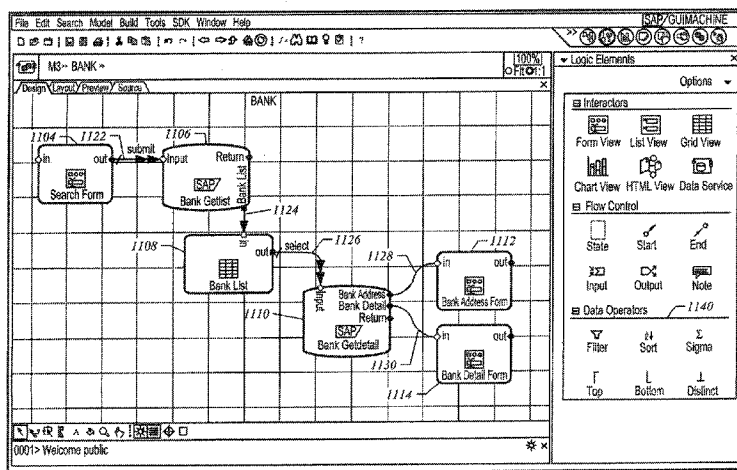 File Edit Search Model Build Tools SDK Window Help
SAP/GUIMACHINE
M3» BANK »
100%
Fit 1:1
Logic Elements
Design Layout Preview Source
BANK
Options
1104 1122 submit 1106
in out Input Return
Search Form
SAP
Bank Getlist
Bank List
1124
1108
in
out select 1126
Bank List
1128
1112
in out
Bank Address Form
1110
Input
Bank Address
Bank Detail
Return
SAP
Bank Getdetail
1130
in out
Bank Detail Form
1114
Interactors
Form View List View Grid View
Chart View HTML View Data Service
Flow Control
State Start End
Input Output Note
Data Operators 1140
Filter Sort Sigma
Top Bottom Distinct
0001> Welcome public